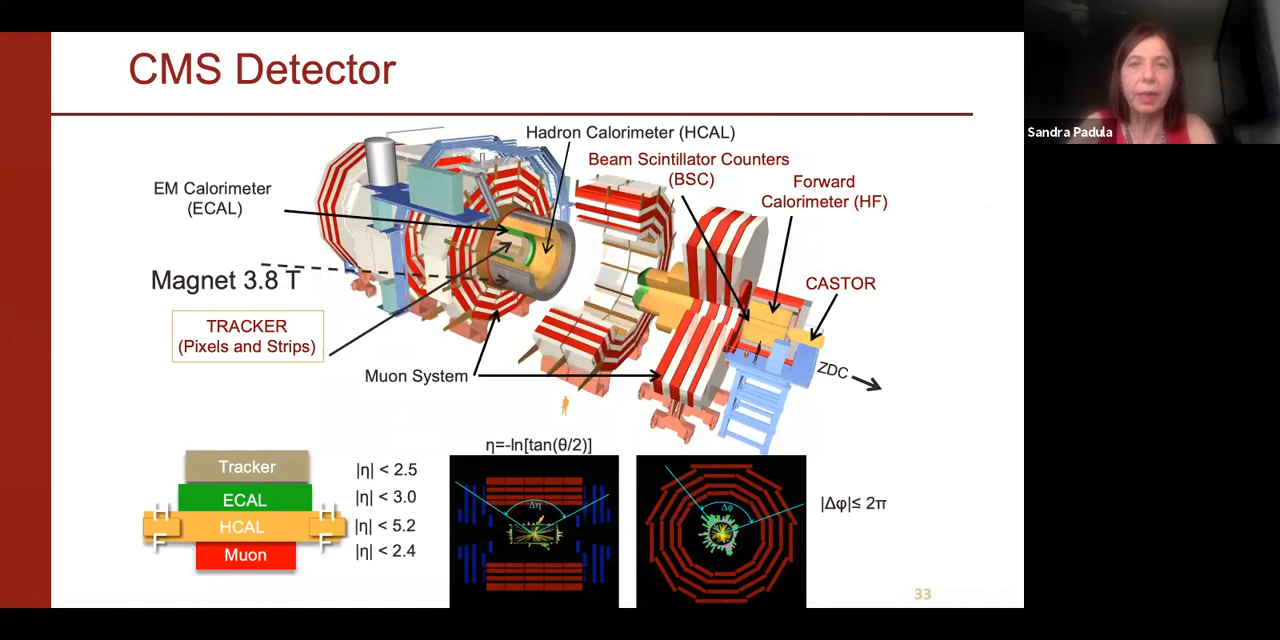 CMS Detector
Sandra Padula
Hadron Calorimeter (HCAL)
Beam Scintillator Counters
(BSC)
Forward
Calorimeter (HF)
EM Calorimeter
(ECAL)
Magnet 3.8 T
CASTOR
TRACKER
(Pixels and Strips)
Muon System
ZDC
η=-ln[tan(θ/2)]
Tracker
|η| < 2.5
ECAL
|η| < 3.0
H
F
HCAL
H
F
|η| < 5.2
Muon
|η| < 2.4
Δη
Δφ
|Δφ|≤ 2π
33